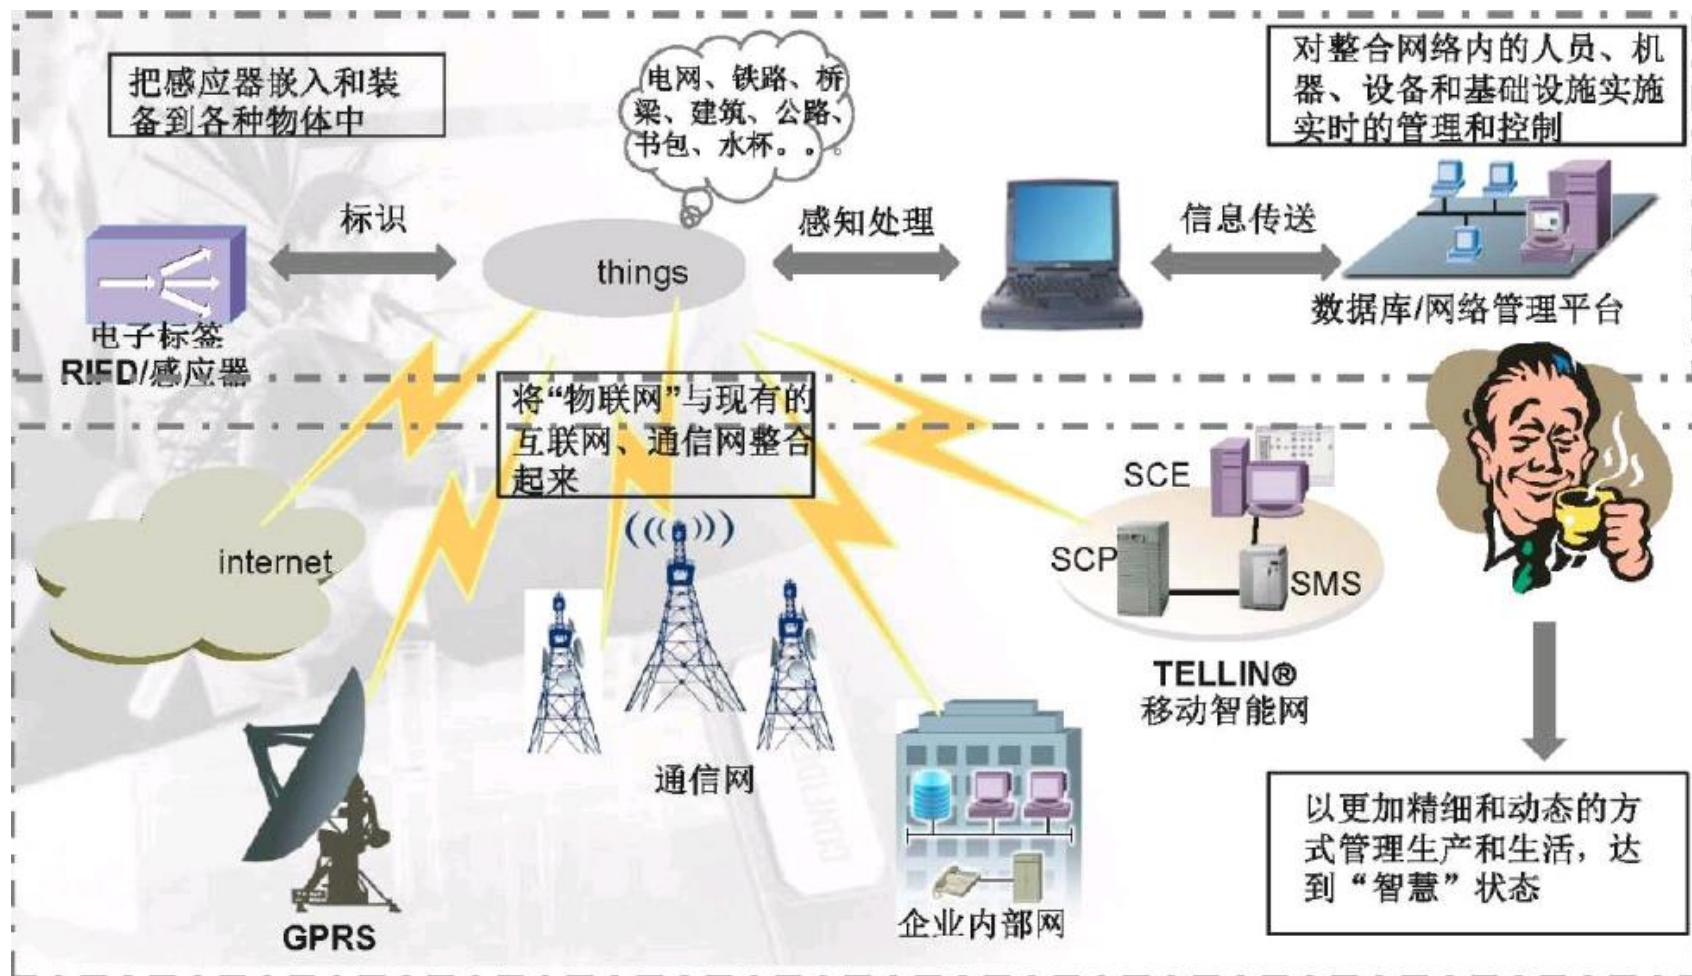 把感应器嵌入和装
备到各种物体中
电网、铁路、桥
梁、建筑、公路、
书包、水杯。。。
对整合网络内的人员、机
器、设备和基础设施实施
实时的管理和控制
标识
things
感知处理
信息传送
电子标签
RIFD/感应器
数据库/网络管理平台
将“物联网”与现有的
互联网、通信网整合
起来
internet
SCE
SCP
SMS
TELLIN®
移动智能网
通信网
GPRS
企业内部网
以更加精细和动态的方
式管理生产和生活，达
到“智慧”状态